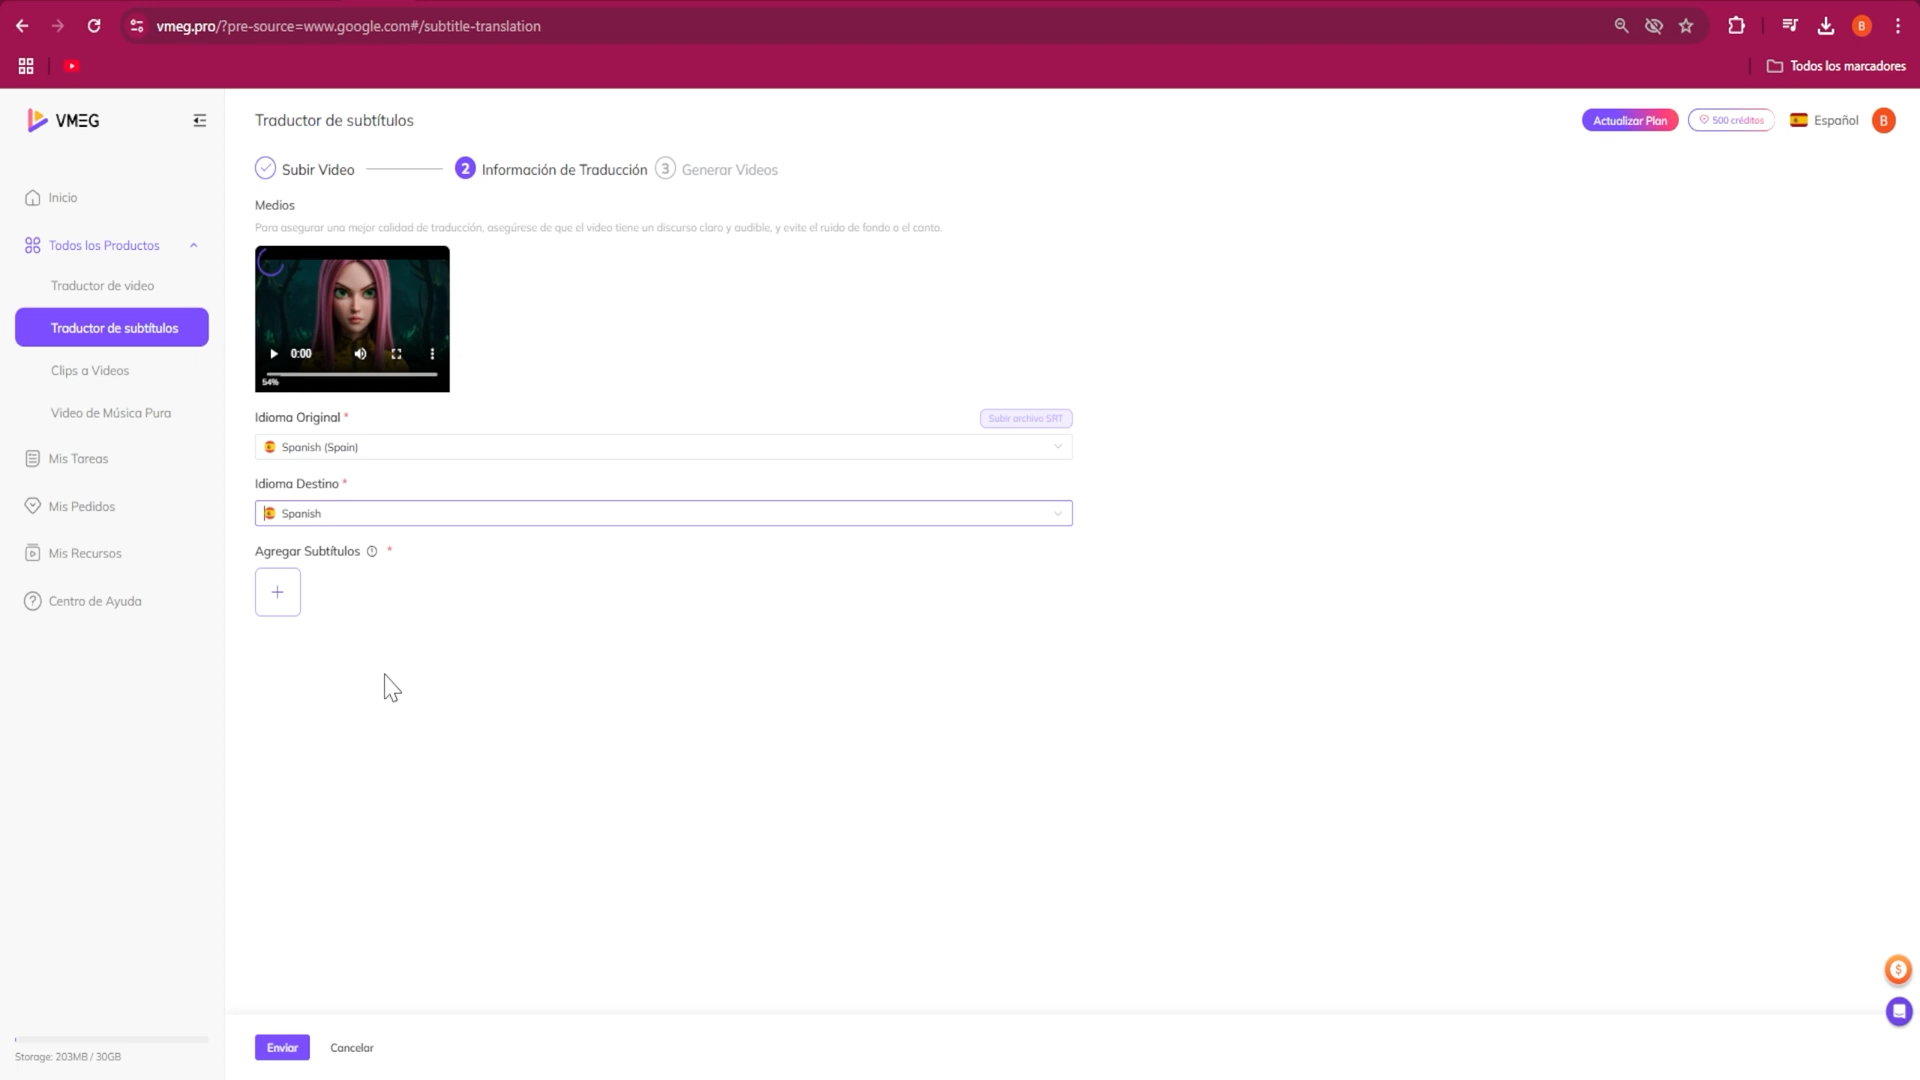 vmeg.pro/?pre-source=www.google.com#/subtitle-translation
B
Todos los marcadores
VMEG
Traductor de subtítulos
Actualizar Plan
500 créditos
Español
B
Subir Video
2 Información de Traducción
3 Generar Videos
Inicio
Medios
Para asegurar una mejor calidad de traducción, asegúrese de que el video tiene un discurso claro y audible, y evite el ruido de fondo o el canto.
Todos los Productos
Traductor de video
Traductor de subtítulos
Clips a Videos
Video de Música Pura
Mis Tareas
Mis Pedidos
Mis Recursos
Centro de Ayuda
0:00
54%
Idioma Original *
Subir archivo SRT
Spanish (Spain)
Idioma Destino *
Spanish
Agregar Subtítulos *
Enviar
Cancelar
Storage: 203MB / 30GB